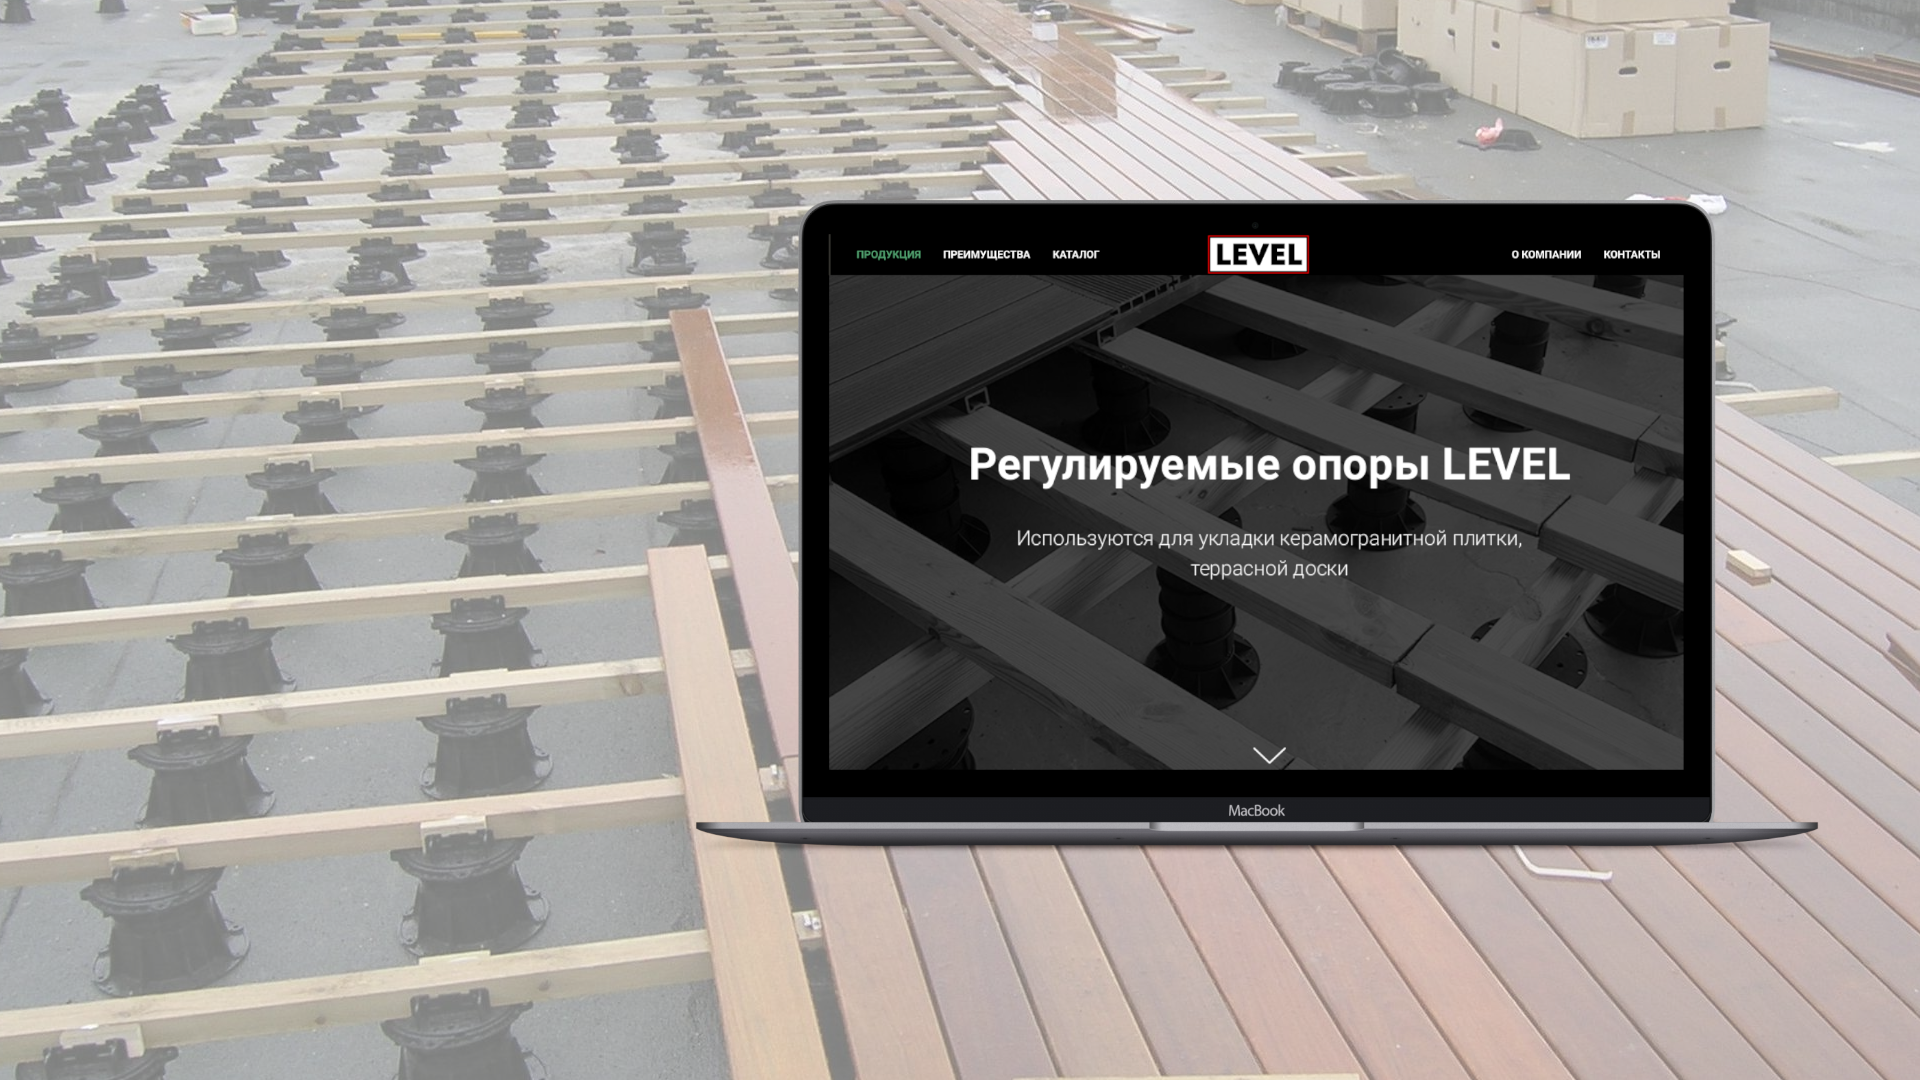 ПРОДУКЦИЯ ПРЕИМУЩЕСТВА КАТАЛОГ LEVEL О КОМПАНИИ КОНТАКТЫ
Регулируемые опоры LEVEL
Используются для укладки керамогранитной плитки,
террасной доски
MacBook